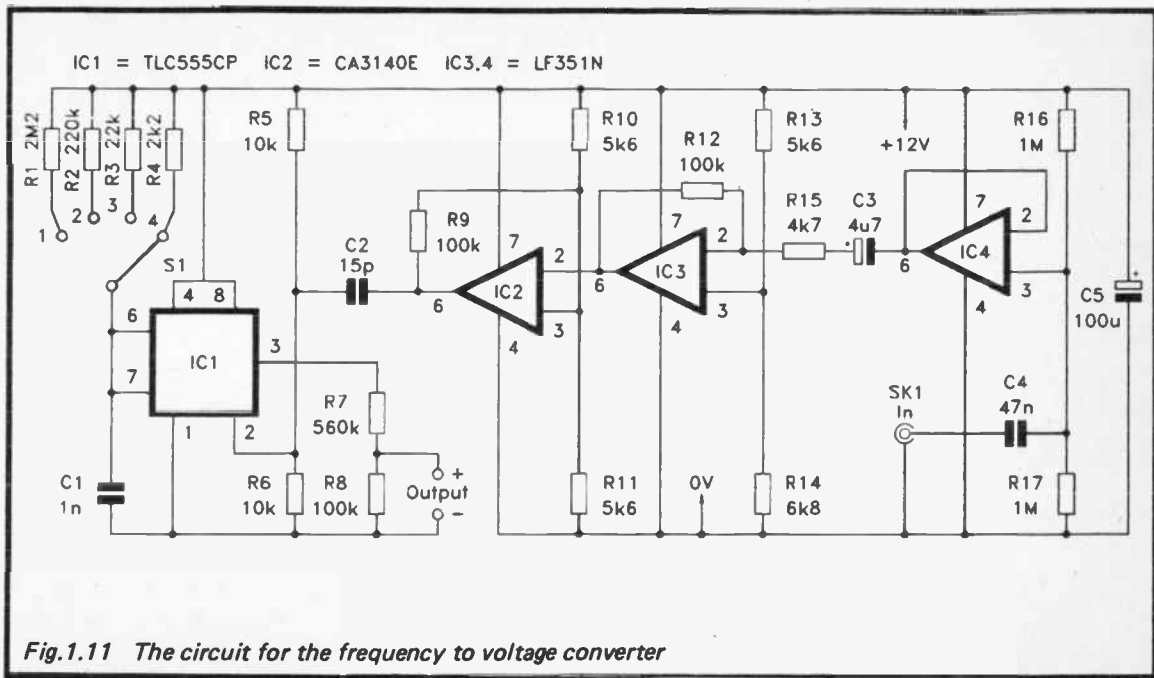 IC1 = TLC555CP IC2 = CA3140E IC3,4 = LF351N
R1 2M2
R2 220k
R3 22k
R4 2k2
1
2
3
4
S1
4 8
6
7
IC1
3
1
2
C1
1n
R5
10k
R6
10k
R7
560k
R8
100k
+
Output
-
C2
15p
R9
100k
6
7
IC2
2
3
4
R10
5k6
R11
5k6
R12
100k
6
7
IC3
2
3
4
R13
5k6
R14
6k8
0V
R15
4k7
C3
4u7
+
+12V
6
7
IC4
2
3
4
SK1
In
C4
47n
R16
1M
R17
1M
C5
100u
+
Fig.1.11 The circuit for the frequency to voltage converter